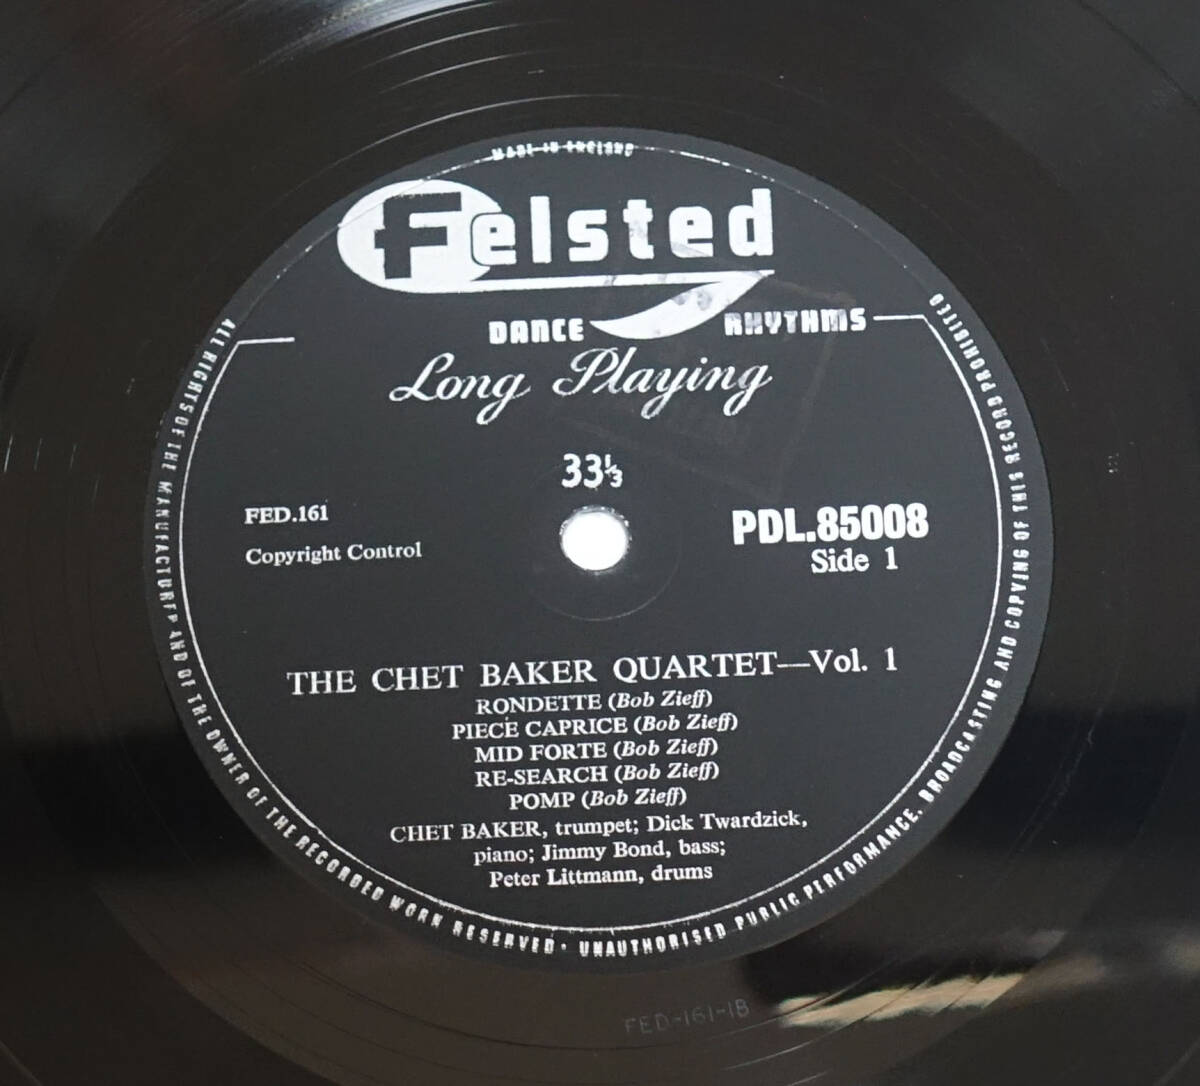 MADE IN ENGLAND
Felsted
DANCE RHYTHMS
Long Playing
33⅓
FED.161
PDL.85008
Copyright Control
Side 1
THE CHET BAKER QUARTET—Vol. 1
RONDETTE (Bob Zieff)
PIECE CAPRICE (Bob Zieff)
MID FORTE (Bob Zieff)
RE-SEARCH (Bob Zieff)
POMP (Bob Zieff)
CHET BAKER, trumpet; Dick Twardzick,
piano; Jimmy Bond, bass;
Peter Littmann, drums
ALL RIGHTS OF THE MANUFACTURER AND OF THE OWNER OF THE RECORDED WORK RESERVED · UNAUTHORISED PUBLIC PERFORMANCE, BROADCASTING AND COPYING OF THIS RECORD PROHIBITED
FED-161-1B